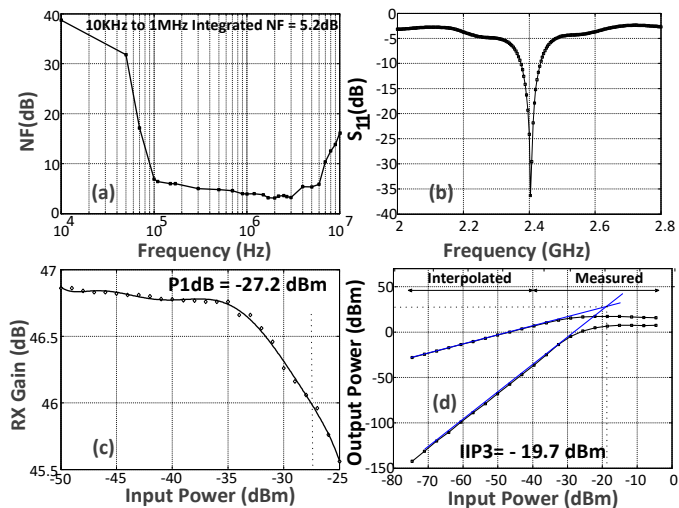 10KHz to 1MHz Integrated NF = 5.2dB
40
30
20
10
0
NF(dB)
(a)
10^4 10^5 10^6 10^7
Frequency (Hz)
0
-5
-10
-15
-20
-25
-30
-35
-40
S11(dB)
(b)
2 2.2 2.4 2.6 2.8
Frequency (GHz)
P1dB = -27.2 dBm
47
46.5
46
45.5
RX Gain (dB)
(c)
-50 -45 -40 -35 -30 -25
Input Power (dBm)
Interpolated Measured
50
0
-50
-100
-150
Output Power (dBm)
(d)
IIP3= - 19.7 dBm
-80 -70 -60 -50 -40 -30 -20 -10 0
Input Power (dBm)